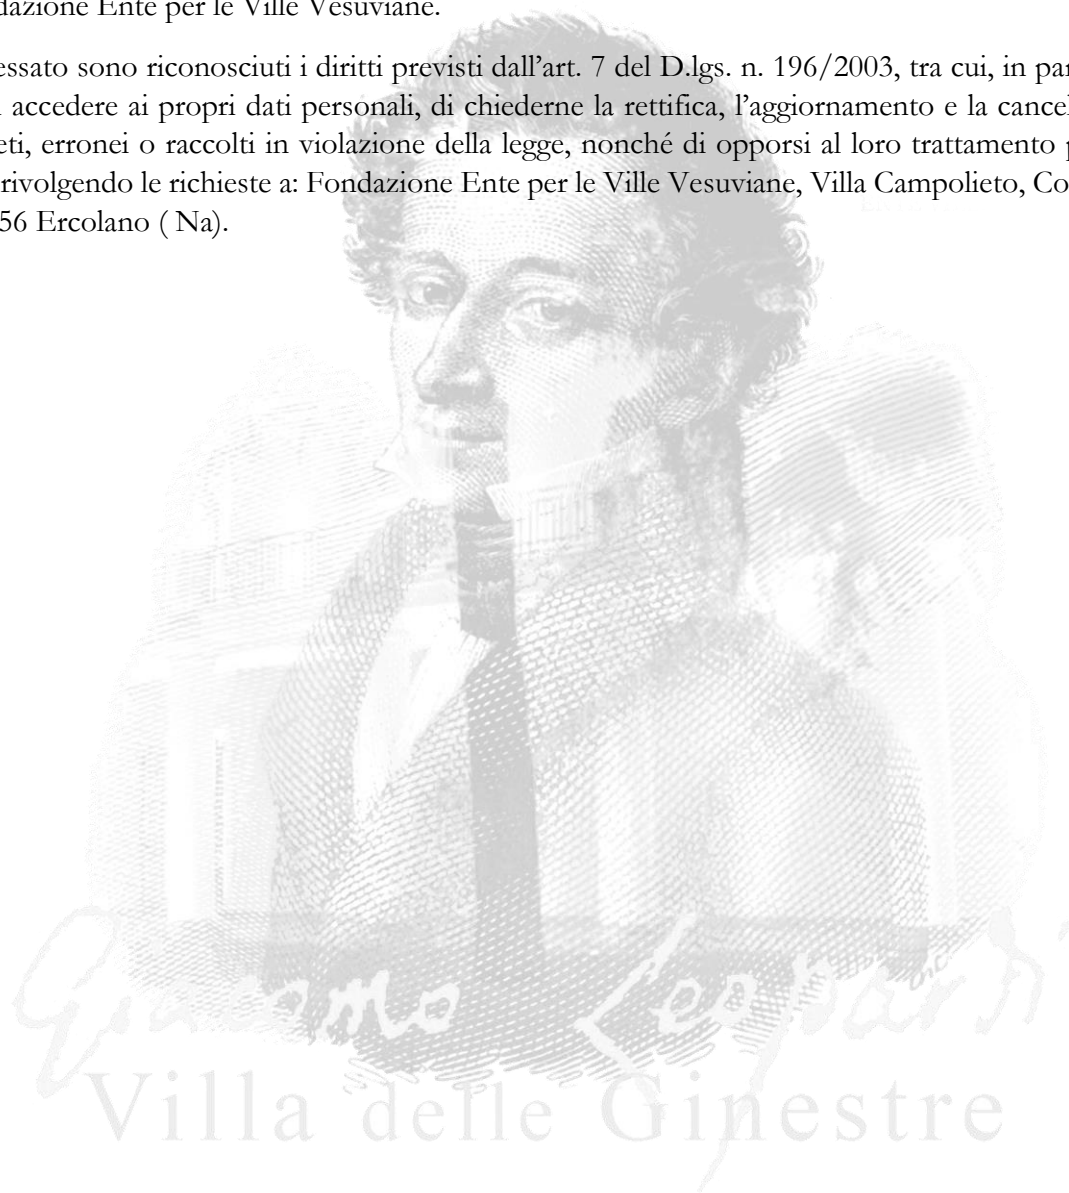 dazione Ente per le Ville Vesuviane.
essato sono riconosciuti i diritti previsti dall’art. 7 del D.lgs. n. 196/2003, tra cui, in par
accedere ai propri dati personali, di chiederne la rettifica, l’aggiornamento e la cancel
eti, erronei o raccolti in violazione della legge, nonché di opporsi al loro trattamento p
rivolgendo le richieste a: Fondazione Ente per le Ville Vesuviane, Villa Campolieto, Co
56 Ercolano ( Na).
Giacomo Leopardi
Villa delle Ginestre